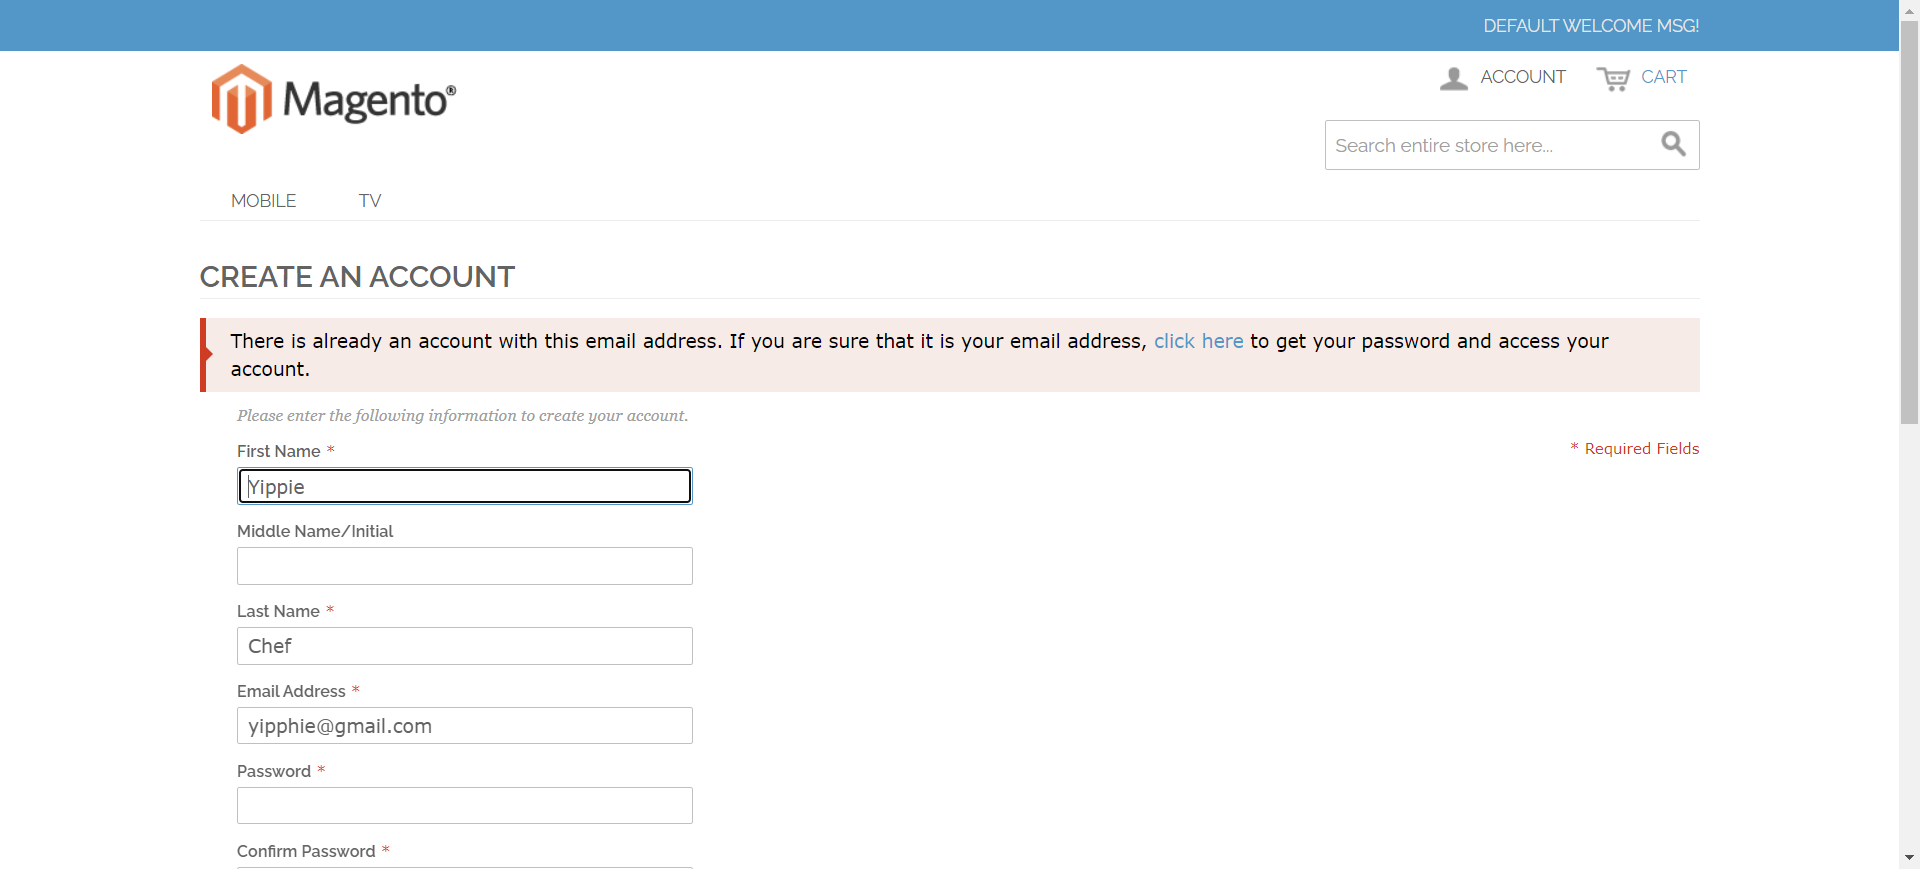 DEFAULT WELCOME MSG!
Magento®
ACCOUNT
CART
Search entire store here...
MOBILE
TV
CREATE AN ACCOUNT
There is already an account with this email address. If you are sure that it is your email address, click here to get your password and access your
account.
Please enter the following information to create your account.
First Name *
* Required Fields
Yippie
Middle Name/Initial
Last Name *
Chef
Email Address *
yipphie@gmail.com
Password *
Confirm Password *